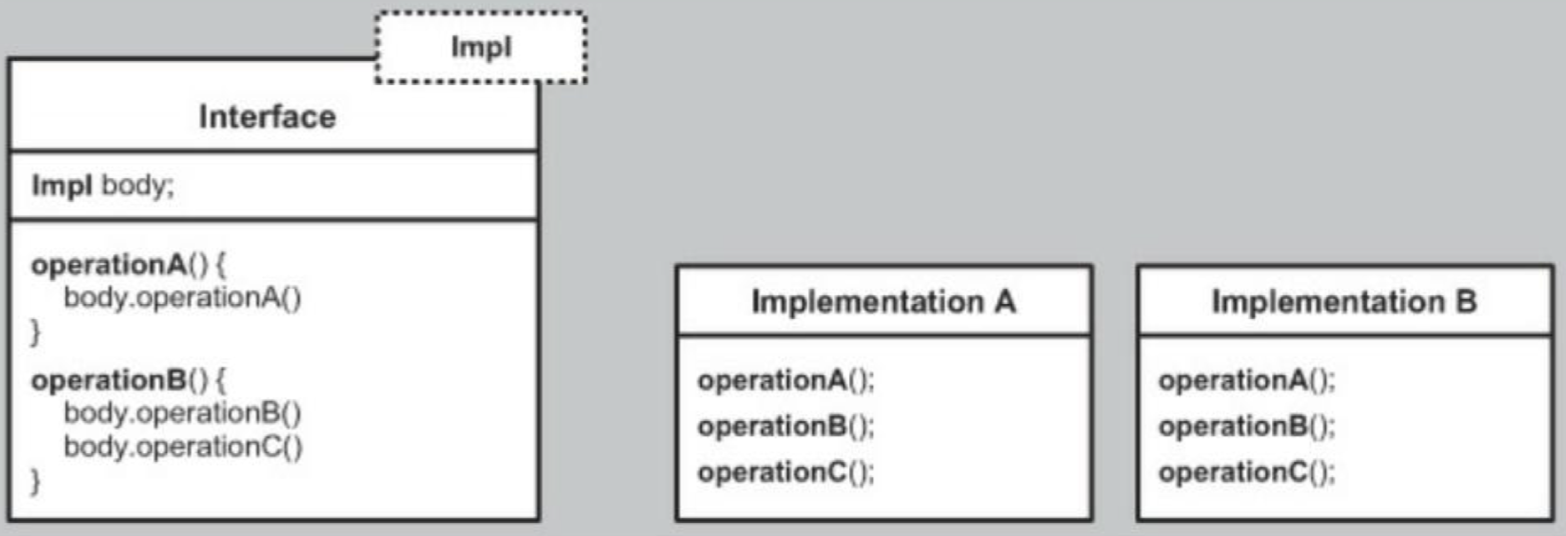 Impl
Interface
Impl body;
operationA() {
body.operationA()
}
operationB() {
body.operationB()
body.operationC()
}
Implementation A
operationA();
operationB();
operationC();
Implementation B
operationA();
operationB();
operationC();